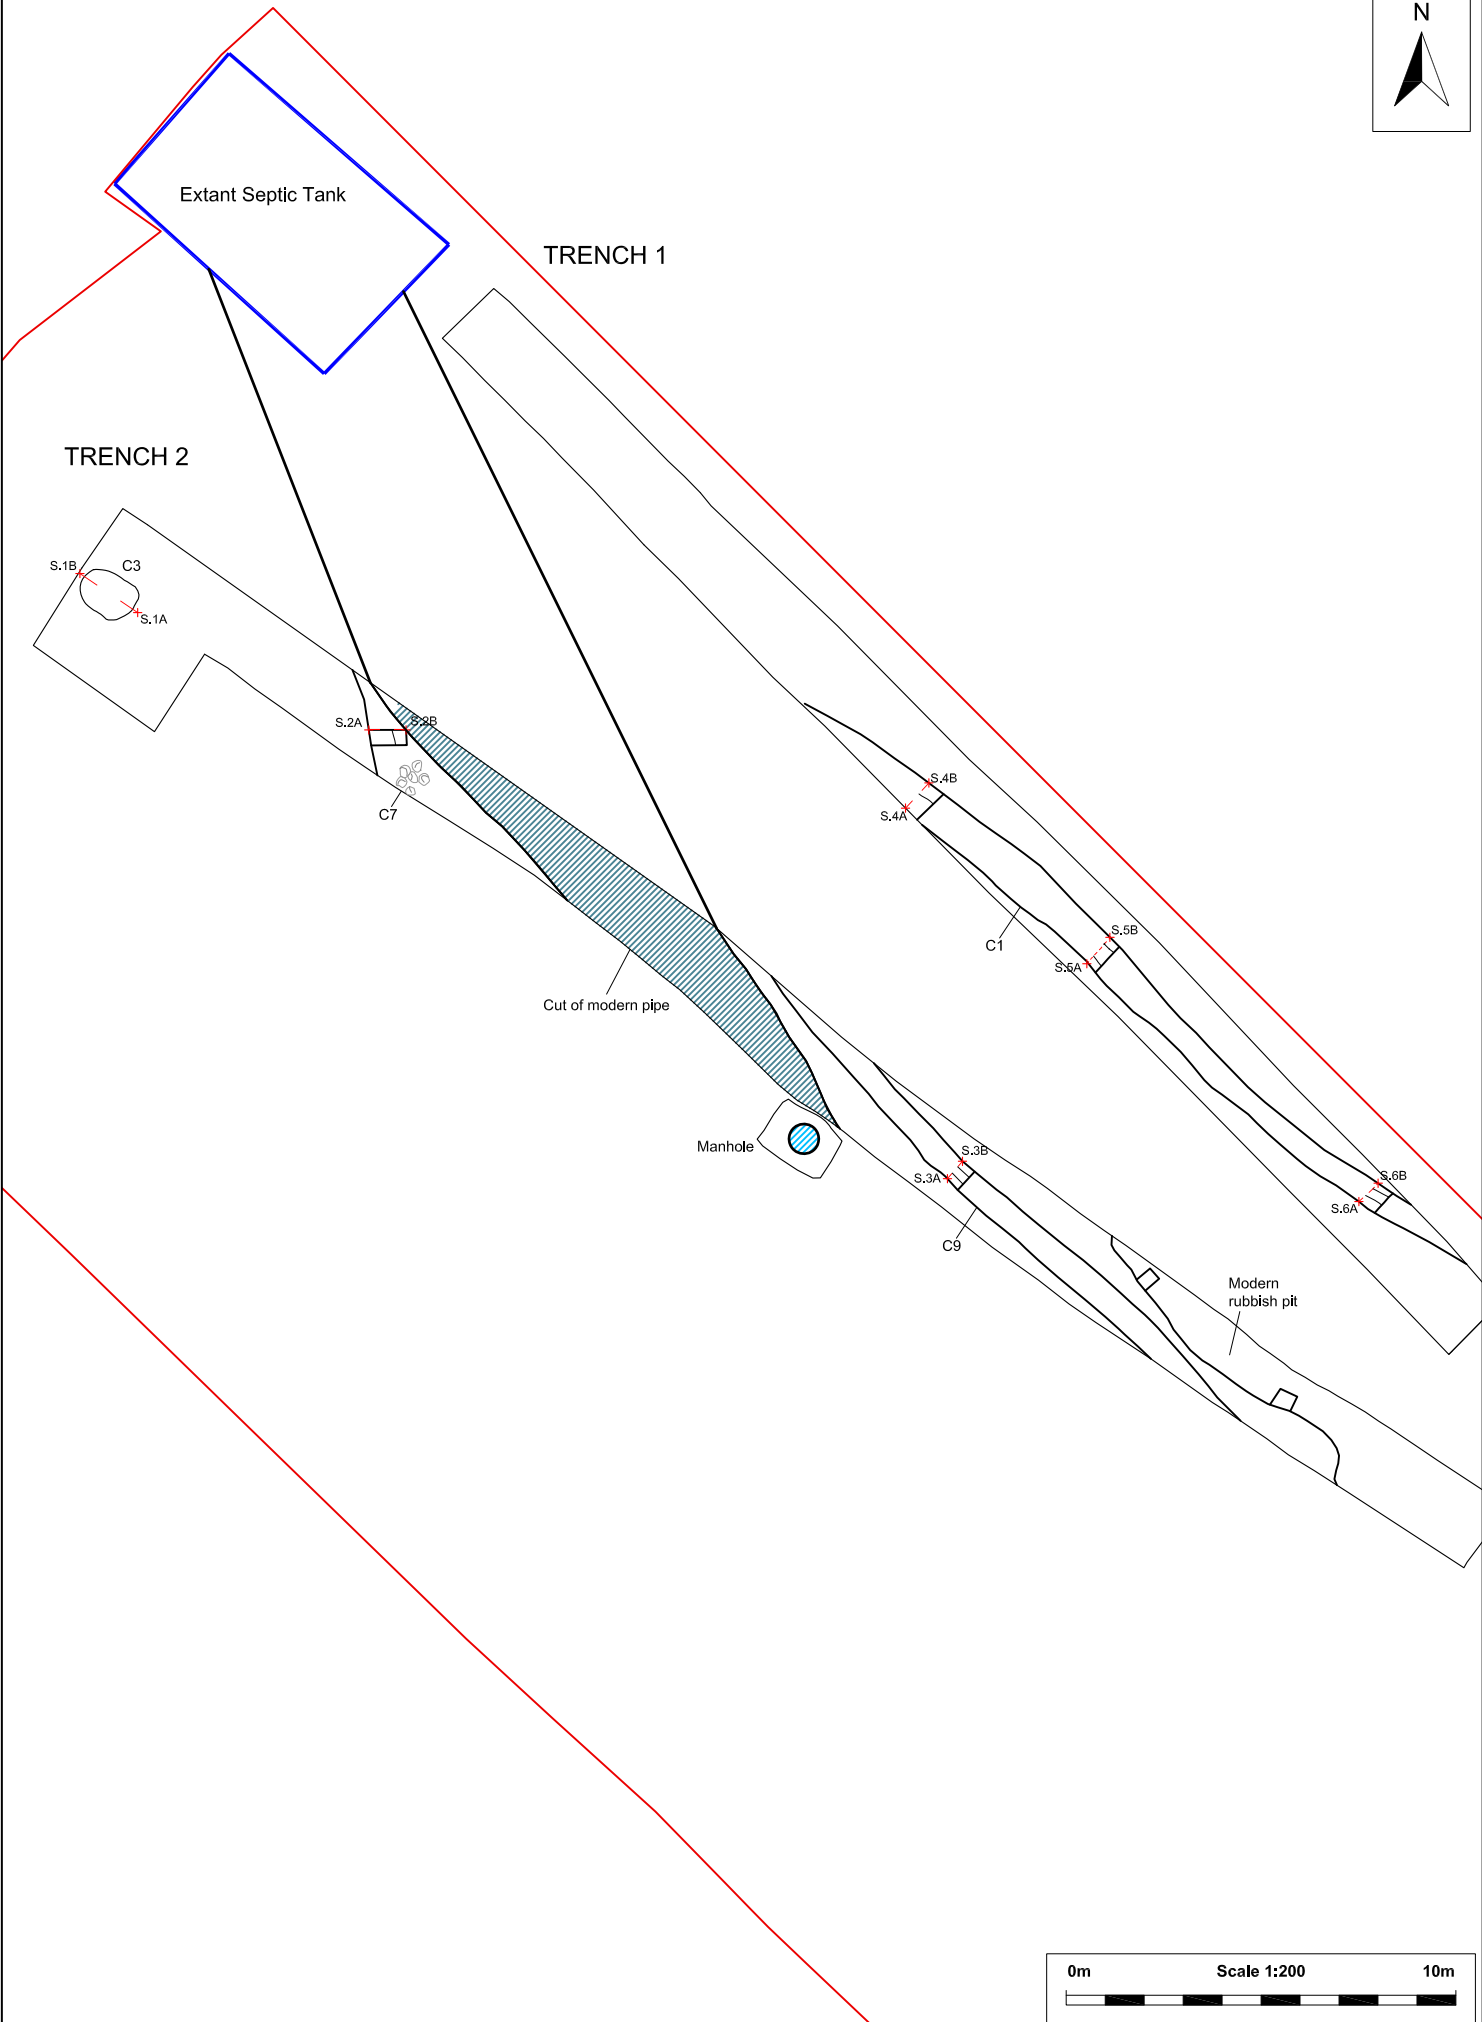 N
Extant Septic Tank
TRENCH 1
TRENCH 2
S.1B
C3
S.1A
S.2A
S.2B
C7
S.4B
S.4A
C1
S.5B
S.5A
Cut of modern pipe
Manhole
S.3B
S.3A
S.6B
S.6A
C9
Modern
rubbish pit
0m Scale 1:200 10m